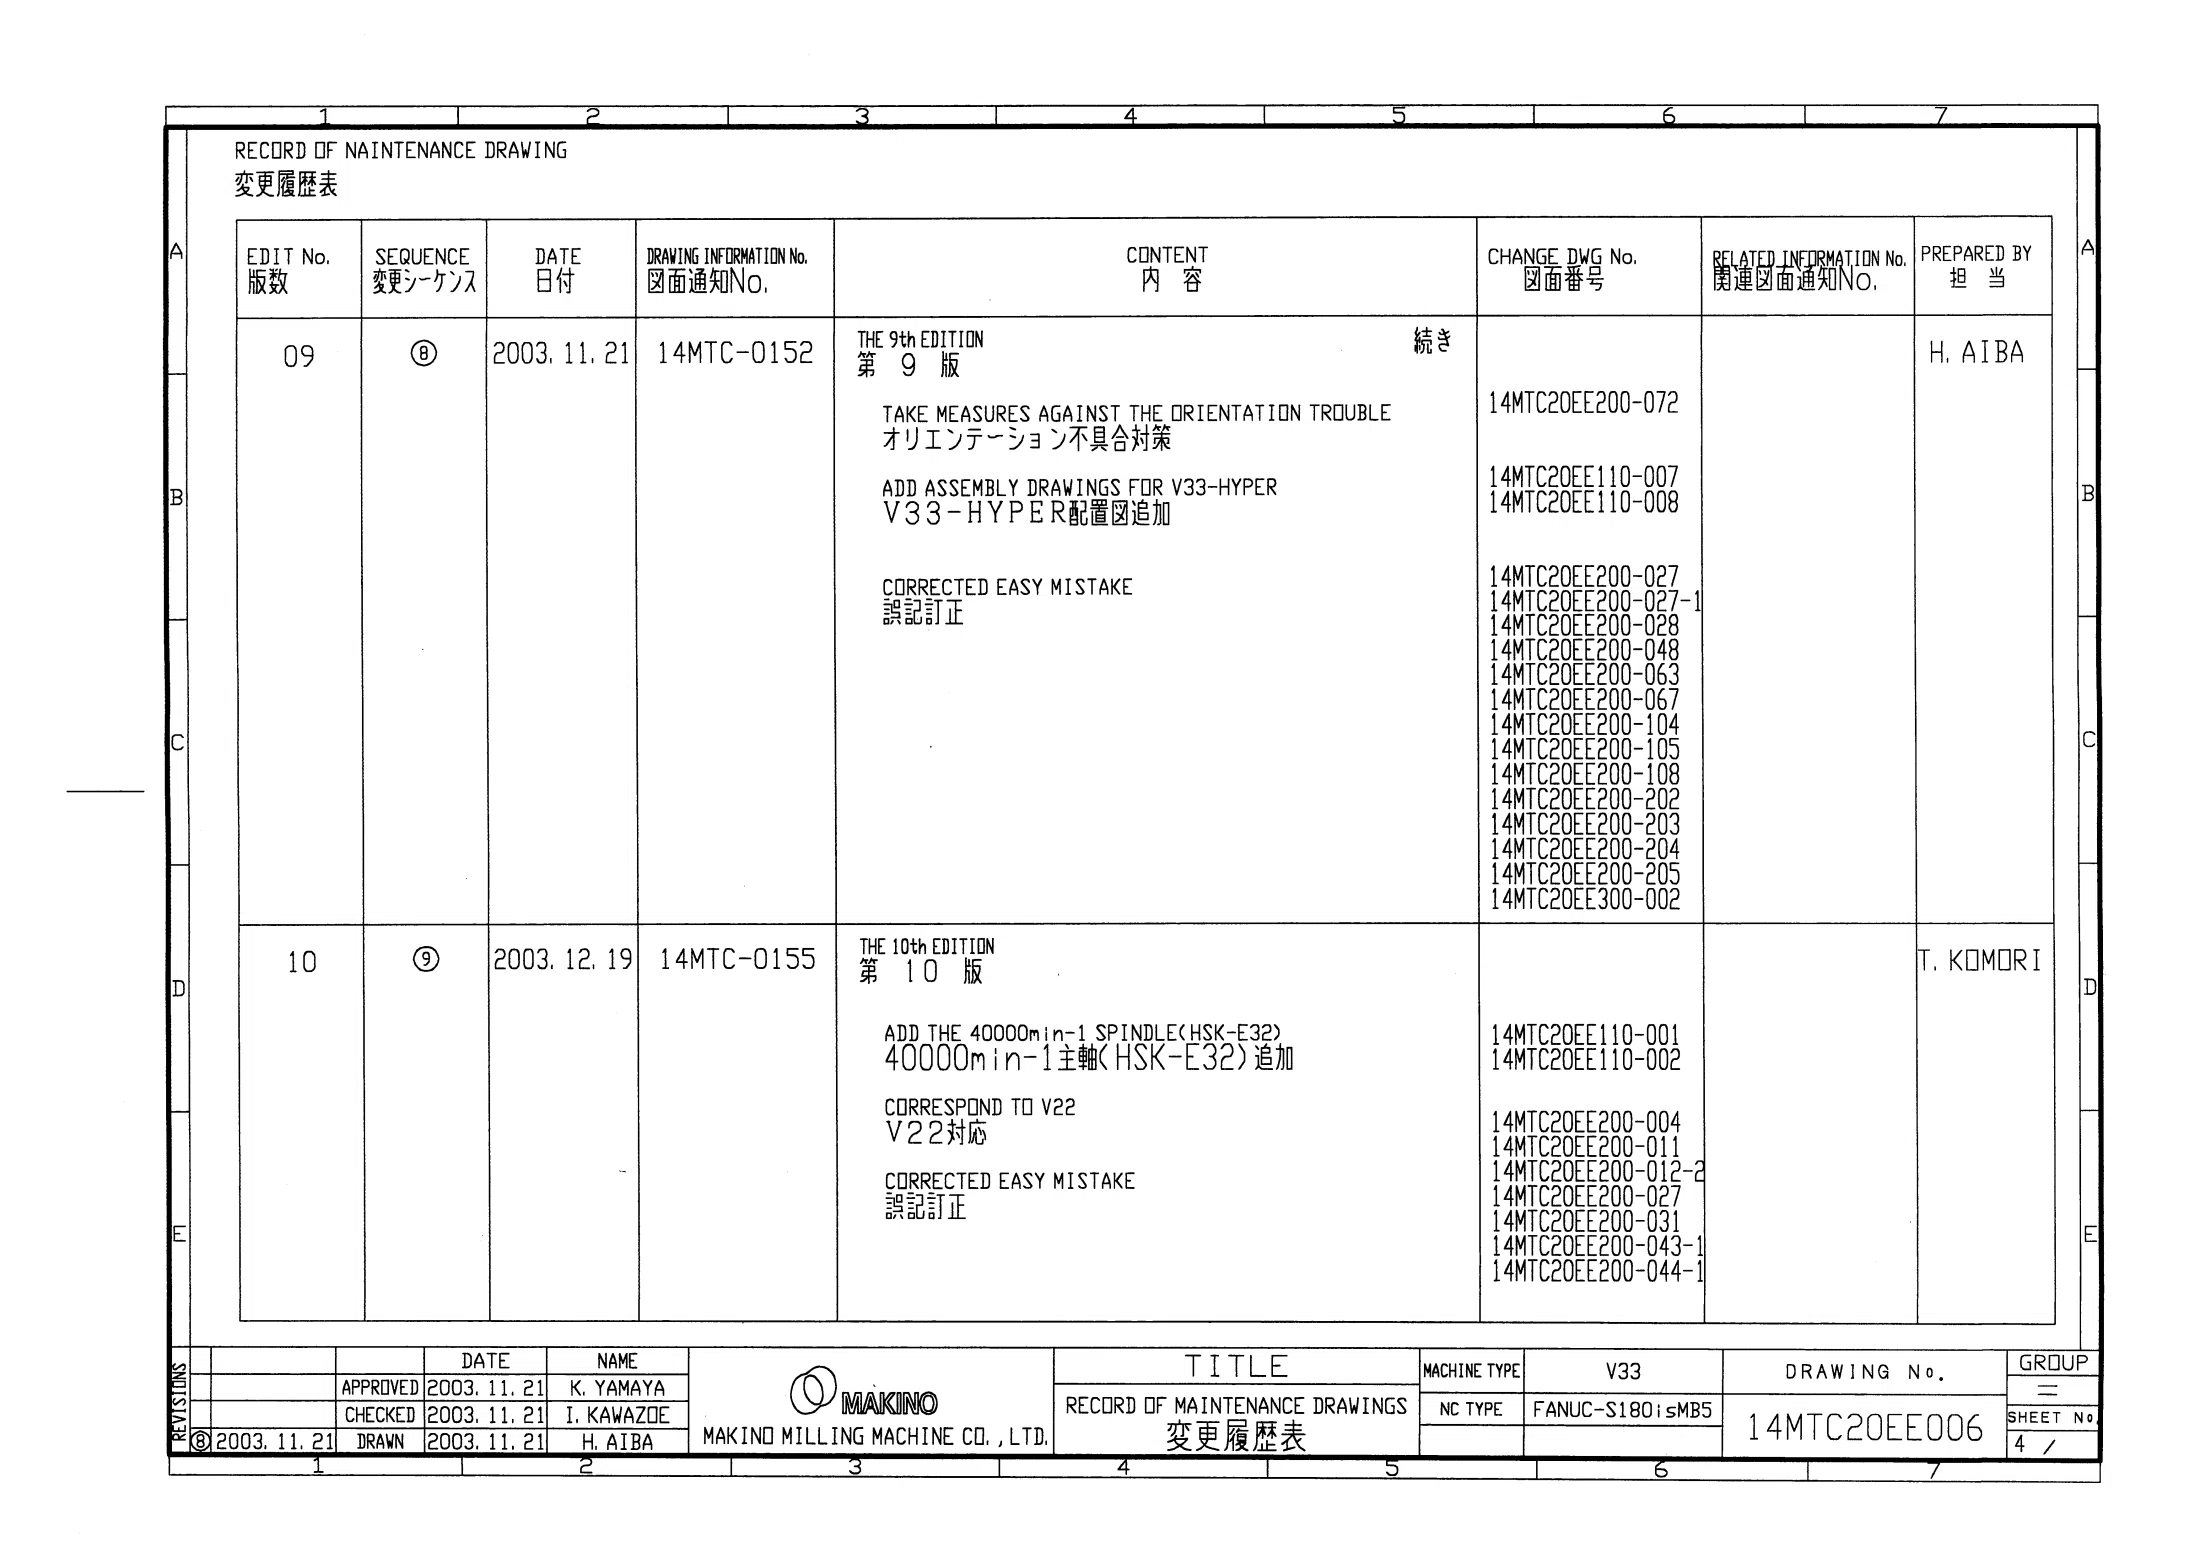 1 2 3 4 5 6 7
RECORD OF NAINTENANCE DRAWING
変更履歴表
A
B
C
D
E
EDIT No. SEQUENCE DATE DRAWING INFORMATION No. CONTENT CHANGE DWG No. RELATED INFORMATION No. PREPARED BY
版数 変更シーケンス 日付 図面通知No. 内 容 図面番号 関連図面通知No. 担 当
09 ⑧ 2003.11.21 14MTC-0152 THE 9th EDITION 続き H. AIBA
第 9 版
TAKE MEASURES AGAINST THE ORIENTATION TROUBLE 14MTC20EE200-072
オリエンテーション不具合対策
ADD ASSEMBLY DRAWINGS FOR V33-HYPER 14MTC20EE110-007
V33-HYPER配置図追加 14MTC20EE110-008
CORRECTED EASY MISTAKE 14MTC20EE200-027
誤記訂正 14MTC20EE200-027-1
14MTC20EE200-028
14MTC20EE200-048
14MTC20EE200-063
14MTC20EE200-067
14MTC20EE200-104
14MTC20EE200-105
14MTC20EE200-108
14MTC20EE200-202
14MTC20EE200-203
14MTC20EE200-204
14MTC20EE200-205
14MTC20EE300-002
10 ⑨ 2003.12.19 14MTC-0155 THE 10th EDITION T. KOMORI
第 10 版
ADD THE 40000min-1 SPINDLE(HSK-E32) 14MTC20EE110-001
40000min-1主軸(HSK-E32)追加 14MTC20EE110-002
CORRESPOND TO V22 14MTC20EE200-004
V22対応 14MTC20EE200-011
CORRECTED EASY MISTAKE 14MTC20EE200-012-2
誤記訂正 14MTC20EE200-027
14MTC20EE200-031
14MTC20EE200-043-1
14MTC20EE200-044-1
A
B
C
D
E
REVISIONS
⑧ 2003.11.21
DATE NAME
APPROVED 2003.11.21 K. YAMAYA
CHECKED 2003.11.21 I. KAWAZOE
DRAWN 2003.11.21 H. AIBA
MAKINO
MAKINO MILLING MACHINE CO.,LTD.
TITLE
RECORD OF MAINTENANCE DRAWINGS
変更履歴表
MACHINE TYPE V33
NC TYPE FANUC-S180isMB5
DRAWING No.
14MTC20EE006
GROUP
=
SHEET No.
4 /
1 2 3 4 5 6 7